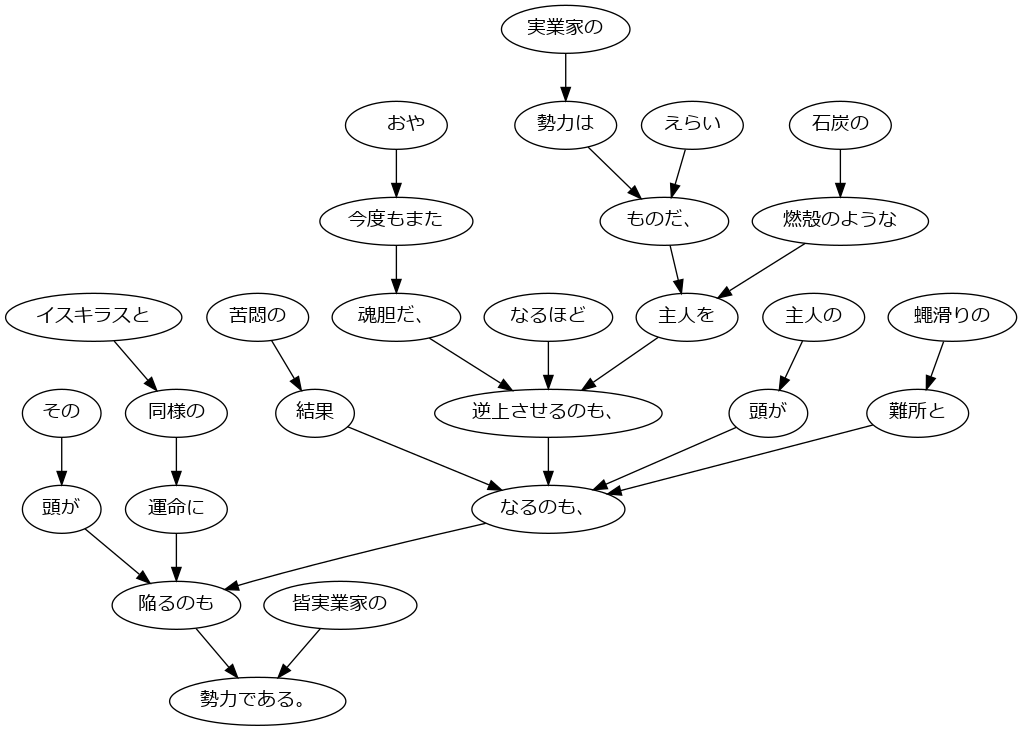 実業家の
おや
勢力は
えらい
石炭の
今度もまた
ものだ、
燃殻のような
イスキラスと
苦悶の
魂胆だ、
なるほど
主人を
主人の
蠅滑りの
その
同様の
結果
逆上させるのも、
頭が
難所と
頭が
運命に
なるのも、
陥るのも
皆実業家の
勢力である。